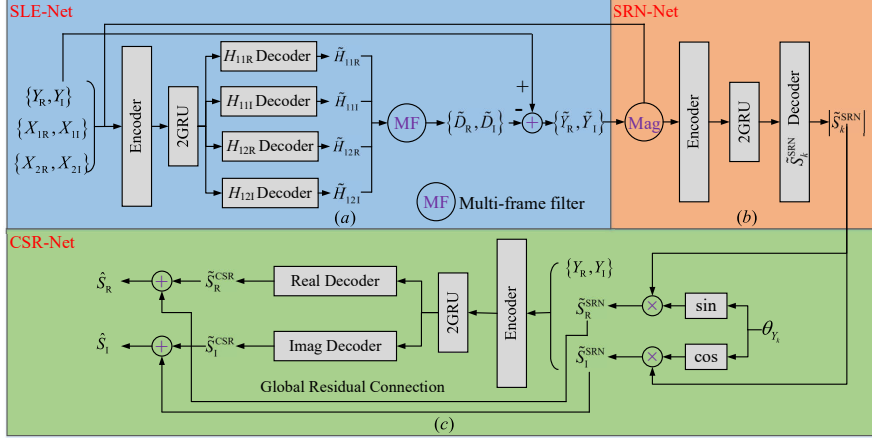 SLE-Net
{Y_R, Y_I}
{X_1R, X_1I}
{X_2R, X_2I}
Encoder
2GRU
H_11R Decoder
H̃_11R
H_11I Decoder
H̃_11I
H_12R Decoder
H̃_12R
H_12I Decoder
H̃_12I
MF
{D̃_R, D̃_I}
+
-
+
{Ỹ_R, Ỹ_I}
(a)
MF
Multi-frame filter
SRN-Net
Mag
Encoder
2GRU
S̃_k^SRN Decoder
|S̃_k^SRN|
(b)
CSR-Net
Ŝ_R
+
S̃_R^CSR
Real Decoder
Ŝ_I
+
S̃_I^CSR
Imag Decoder
2GRU
Encoder
{Y_R, Y_I}
S̃_R^SRN
×
sin
S̃_I^SRN
×
cos
θ_Y_k
Global Residual Connection
(c)